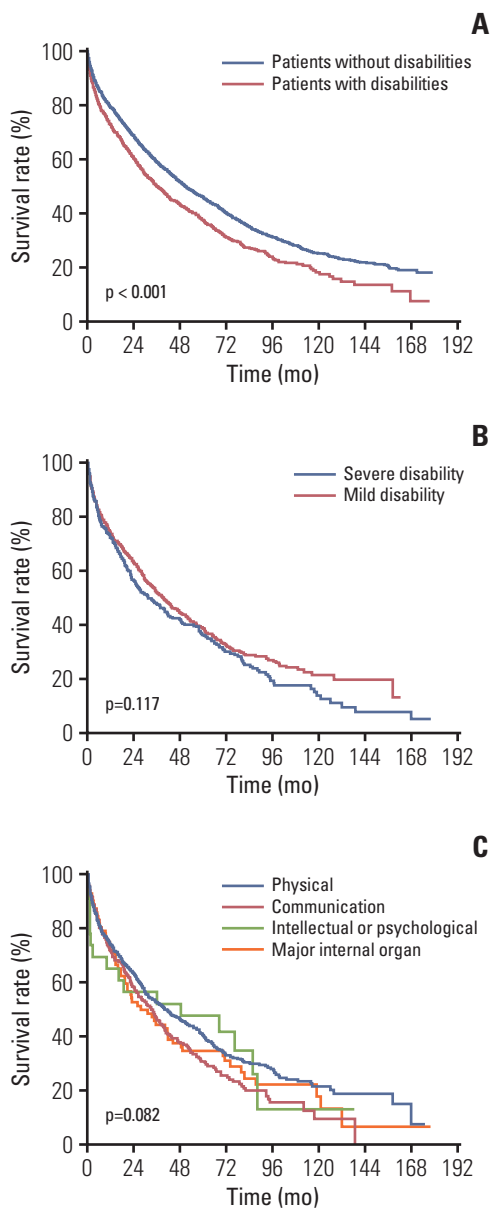 A
Patients without disabilities
Patients with disabilities
Survival rate (%)
100
80
60
40
20
0
p < 0.001
0 24 48 72 96 120 144 168 192
Time (mo)
B
Severe disability
Mild disability
Survival rate (%)
100
80
60
40
20
0
p=0.117
0 24 48 72 96 120 144 168 192
Time (mo)
C
Physical
Communication
Intellectual or psychological
Major internal organ
Survival rate (%)
100
80
60
40
20
0
p=0.082
0 24 48 72 96 120 144 168 192
Time (mo)